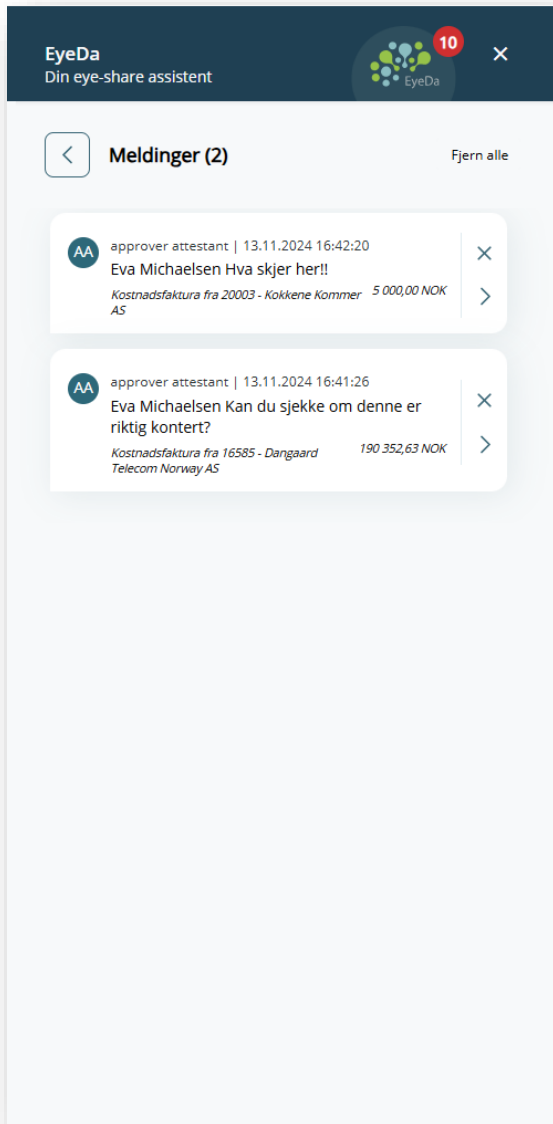 EyeDa
Din eye-share assistent
10
EyeDa
Meldinger (2)
Fjern alle
AA
approver attestant | 13.11.2024 16:42:20
Eva Michaelsen Hva skjer her!!
Kostnadsfaktura fra 20003 - Kokkene Kommer
AS
5 000,00 NOK
AA
approver attestant | 13.11.2024 16:41:26
Eva Michaelsen Kan du sjekke om denne er
riktig kontert?
Kostnadsfaktura fra 16585 - Dangaard
Telecom Norway AS
190 352,63 NOK